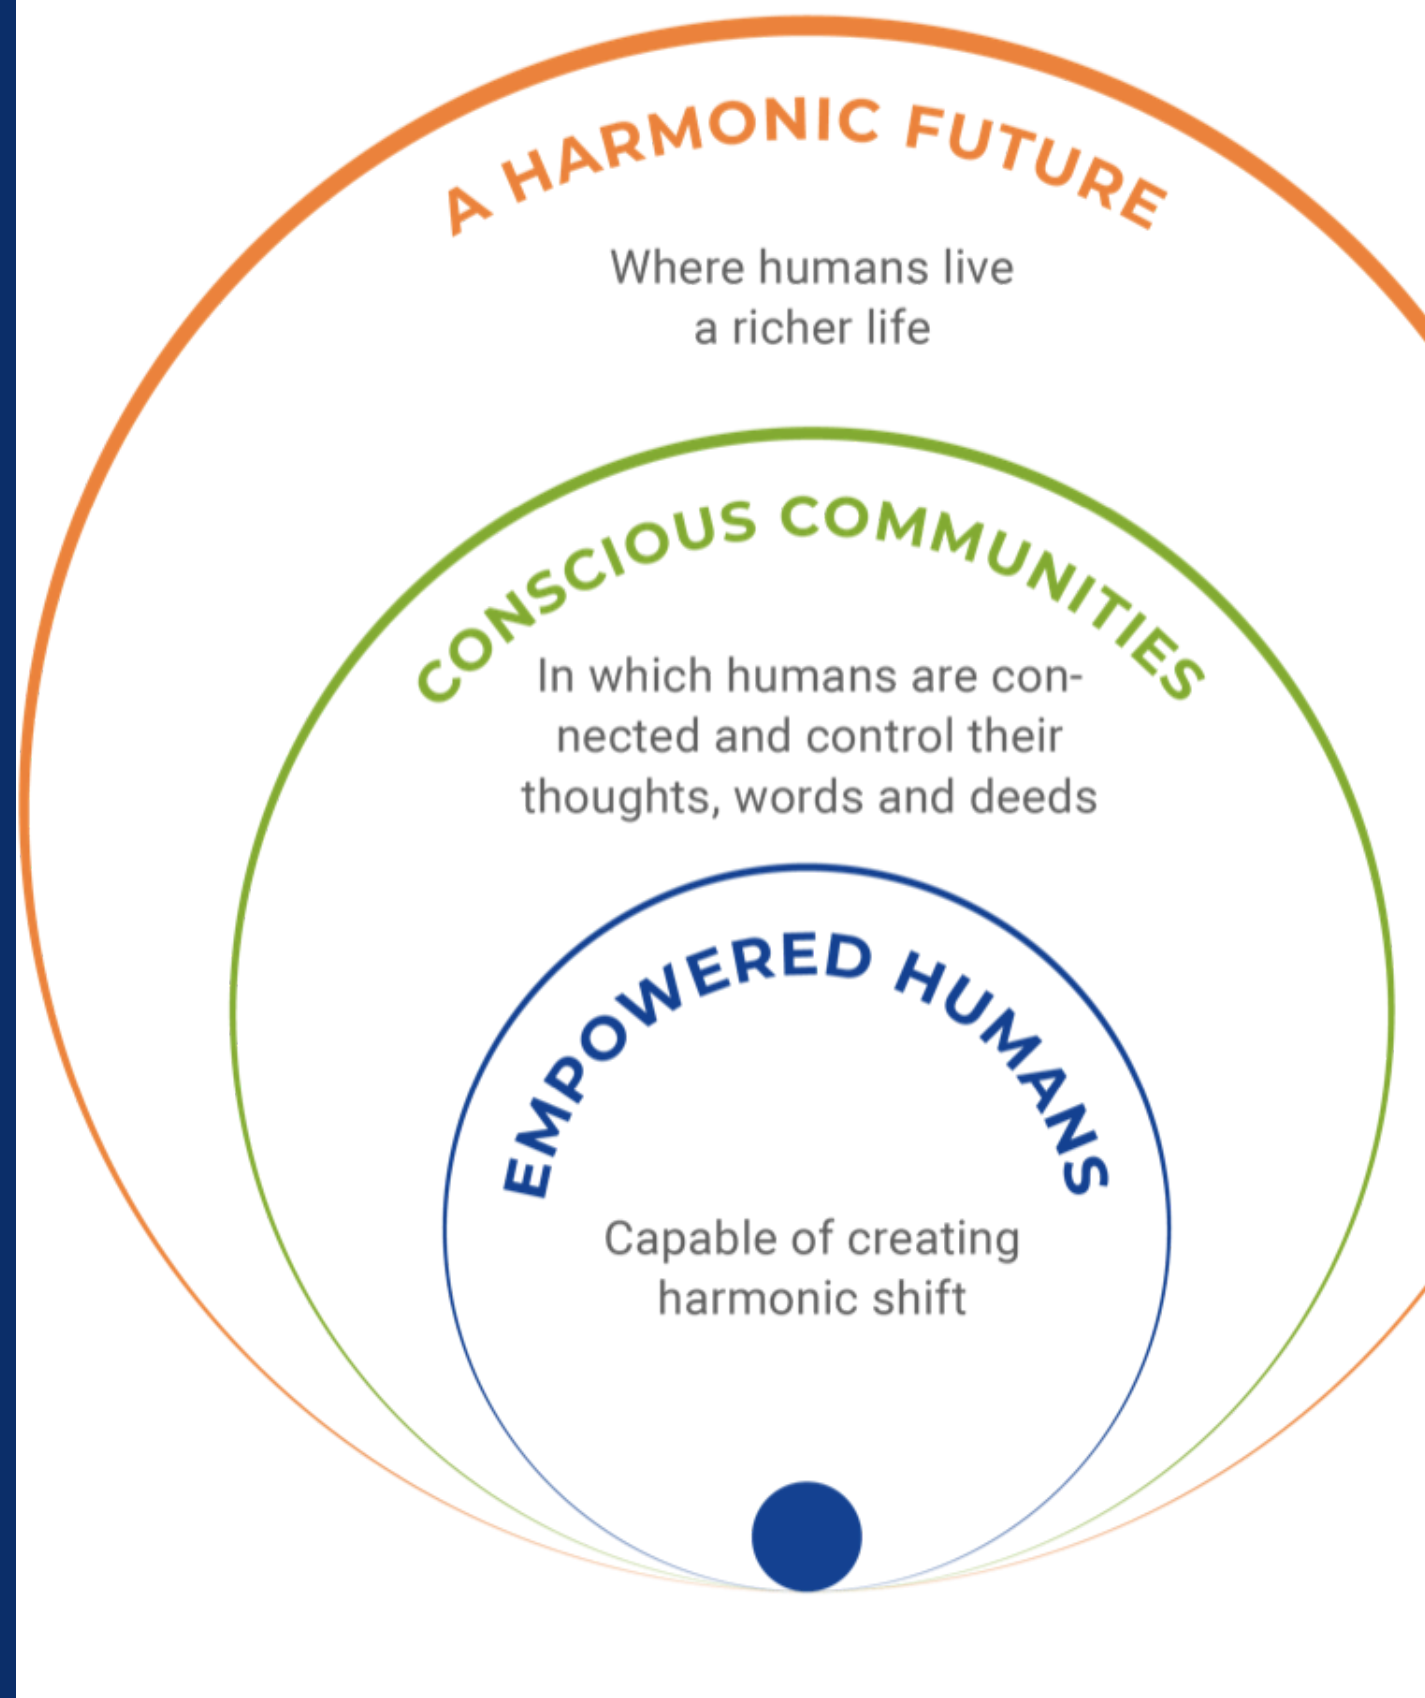 A HARMONIC FUTURE
Where humans live
a richer life
CONSCIOUS COMMUNITIES
In which humans are con-
nected and control their
thoughts, words and deeds
EMPOWERED HUMANS
Capable of creating
harmonic shift